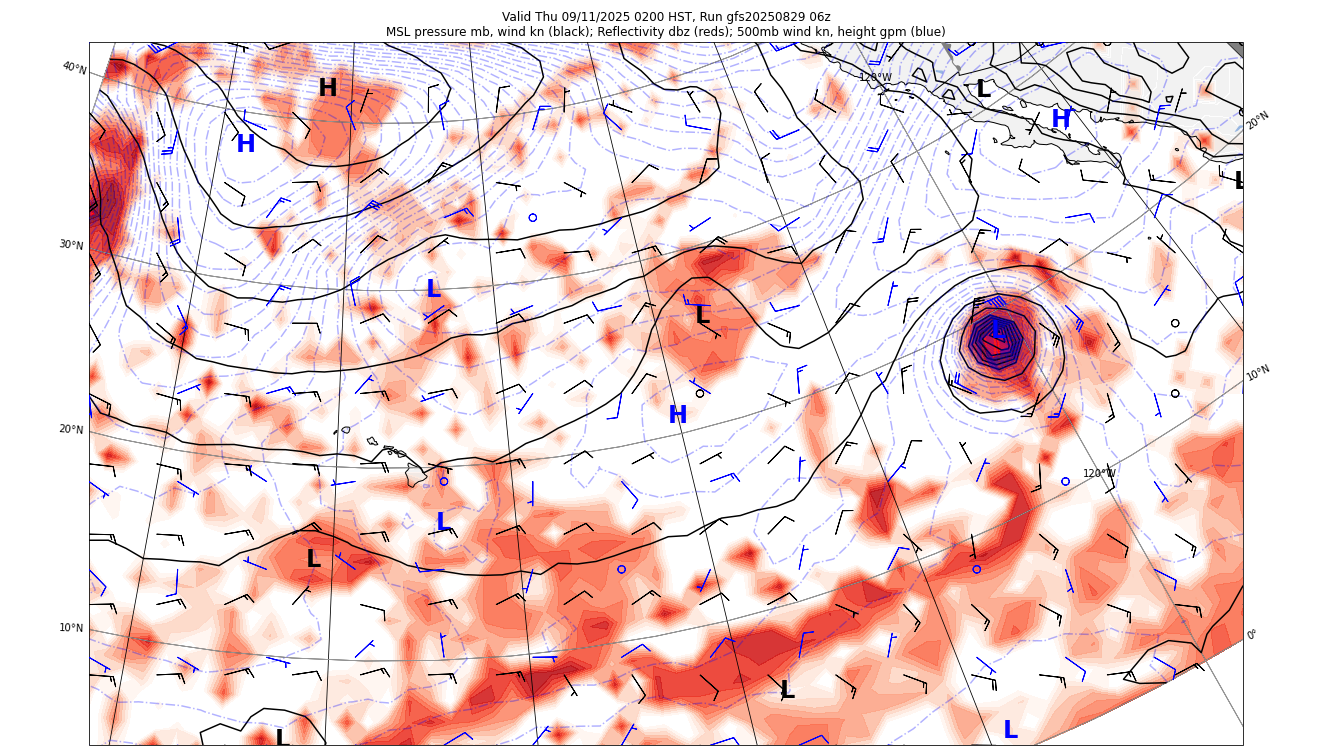 Valid Thu 09/11/2025 0200 HST, Run gfs20250829 06z
MSL pressure mb, wind kn (black); Reflectivity dbz (reds); 500mb wind kn, height gpm (blue)
40°N
120°W
20°N
H
L
H
H
L
30°N
L
L
L
10°N
20°N
H
120°W
L
L
10°N
0°
L
L
L